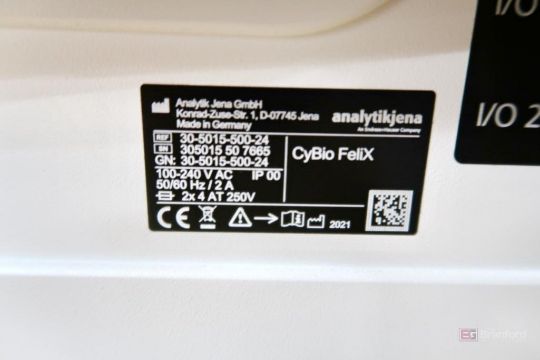 I/O
I/O 2
Analytik Jena GmbH
Konrad-Zuse-Str. 1, D-07745 Jena
Made in Germany
analytikjena
An Endress+Hauser Company
REF 30-5015-500-24
SN 305015 50 7665
GN: 30-5015-500-24
CyBio FeliX
100-240 V AC IP 00
50/60 Hz / 2 A
2x 4 AT 250V
CE 2021
EG Branford